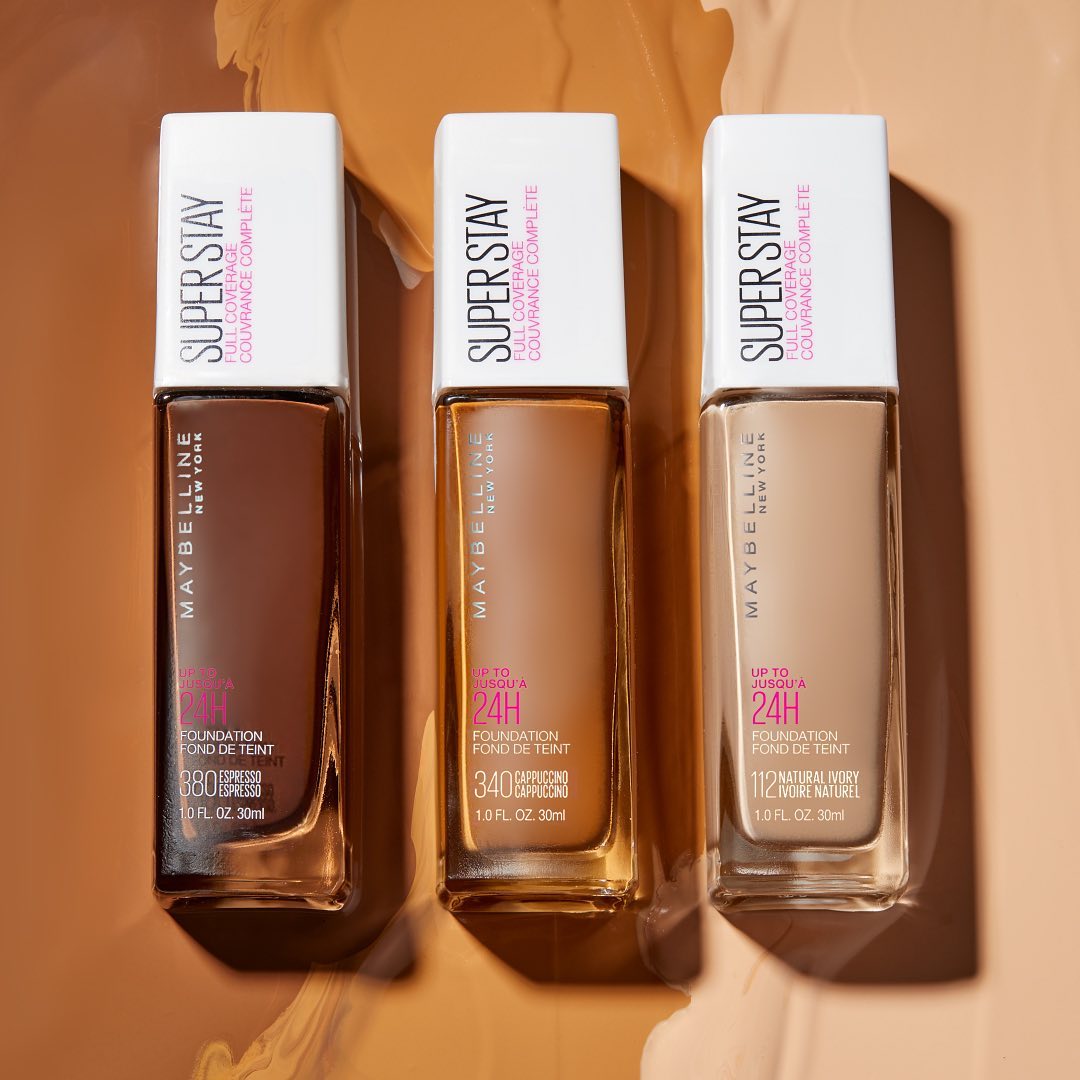 SUPER STAY
FULL COVERAGE
COUVRANCE COMPLÈTE
MAYBELLINE
NEW YORK
UP TO
JUSQU'À
24H
FOUNDATION
FOND DE TEINT
380 ESPRESSO
ESPRESSO
1.0 FL. OZ. 30ml
SUPER STAY
FULL COVERAGE
COUVRANCE COMPLÈTE
MAYBELLINE
NEW YORK
UP TO
JUSQU'À
24H
FOUNDATION
FOND DE TEINT
340 CAPPUCCINO
CAPPUCCINO
1.0 FL. OZ. 30ml
SUPER STAY
FULL COVERAGE
COUVRANCE COMPLÈTE
MAYBELLINE
NEW YORK
UP TO
JUSQU'À
24H
FOUNDATION
FOND DE TEINT
112 NATURAL IVORY
IVOIRE NATUREL
1.0 FL. OZ. 30ml